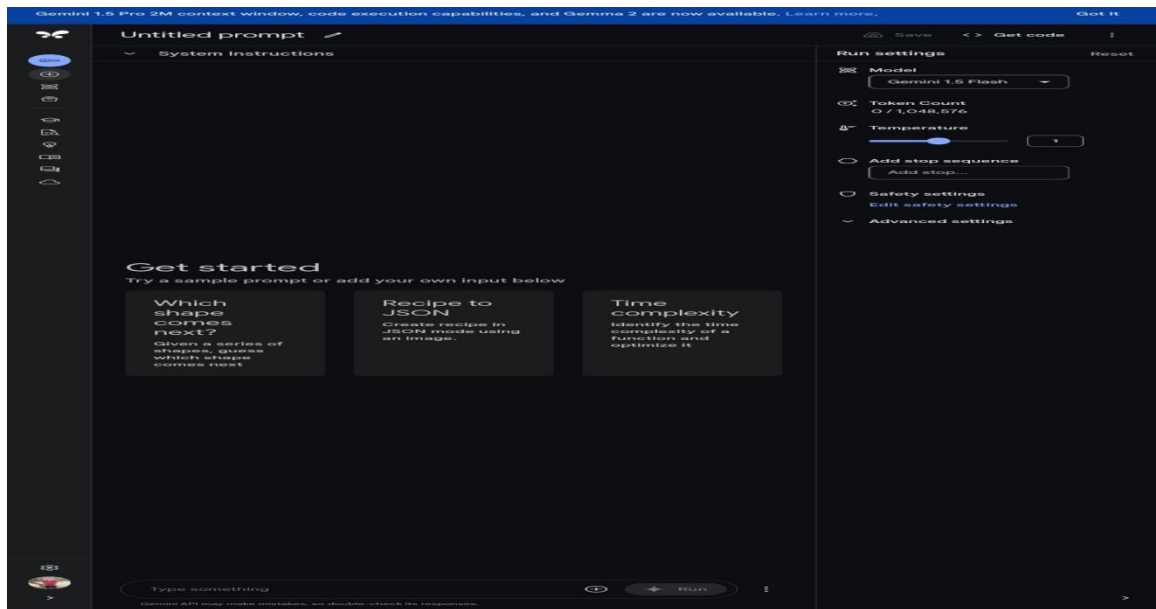 Gemini 1.5 Pro 2M context window, code execution capabilities, and Gemma 2 are now available. Learn more.
Got it
Untitled prompt
Save
<> Get code
System Instructions
Run settings
Reset
Model
Gemini 1.5 Flash
Token Count
0 / 1,048,576
Temperature
1
Add stop sequence
Add stop...
Safety settings
Edit safety settings
Advanced settings
Get started
Try a sample prompt or add your own input below
Which
shape
comes
next?
Given a series of
shapes, guess
which shape
comes next
Recipe to
JSON
Create recipe in
JSON mode using
an image.
Time
complexity
Identify the time
complexity of a
function and
optimize it
Type something
Run
Gemini API may make mistakes, so double-check its responses.